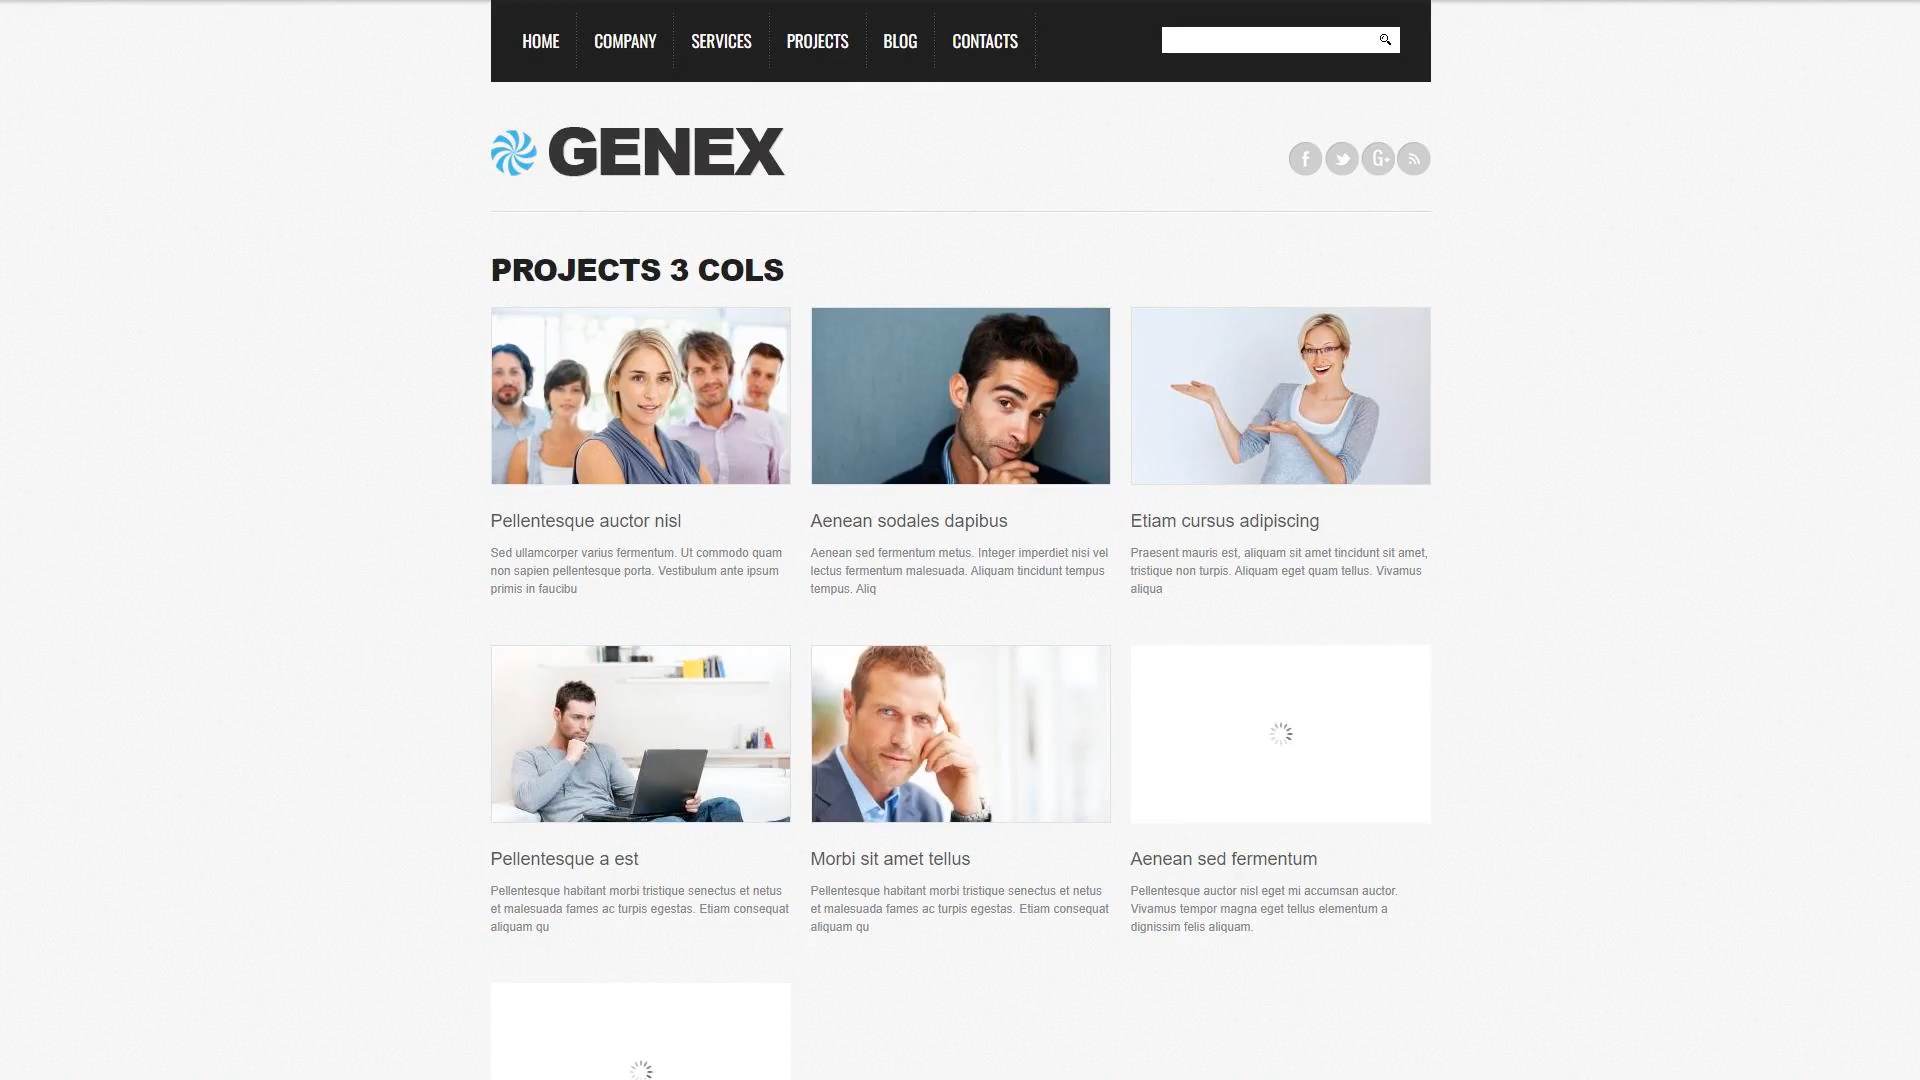 HOME COMPANY SERVICES PROJECTS BLOG CONTACTS
GENEX
PROJECTS 3 COLS
Pellentesque auctor nisl
Sed ullamcorper varius fermentum. Ut commodo quam
non sapien pellentesque porta. Vestibulum ante ipsum
primis in faucibu
Aenean sodales dapibus
Aenean sed fermentum metus. Integer imperdiet nisi vel
lectus fermentum malesuada. Aliquam tincidunt tempus
tempus. Aliq
Etiam cursus adipiscing
Praesent mauris est, aliquam sit amet tincidunt sit amet,
tristique non turpis. Aliquam eget quam tellus. Vivamus
aliqua
Pellentesque a est
Pellentesque habitant morbi tristique senectus et netus
et malesuada fames ac turpis egestas. Etiam consequat
aliquam qu
Morbi sit amet tellus
Pellentesque habitant morbi tristique senectus et netus
et malesuada fames ac turpis egestas. Etiam consequat
aliquam qu
Aenean sed fermentum
Pellentesque auctor nisl eget mi accumsan auctor.
Vivamus tempor magna eget tellus elementum a
dignissim felis aliquam.